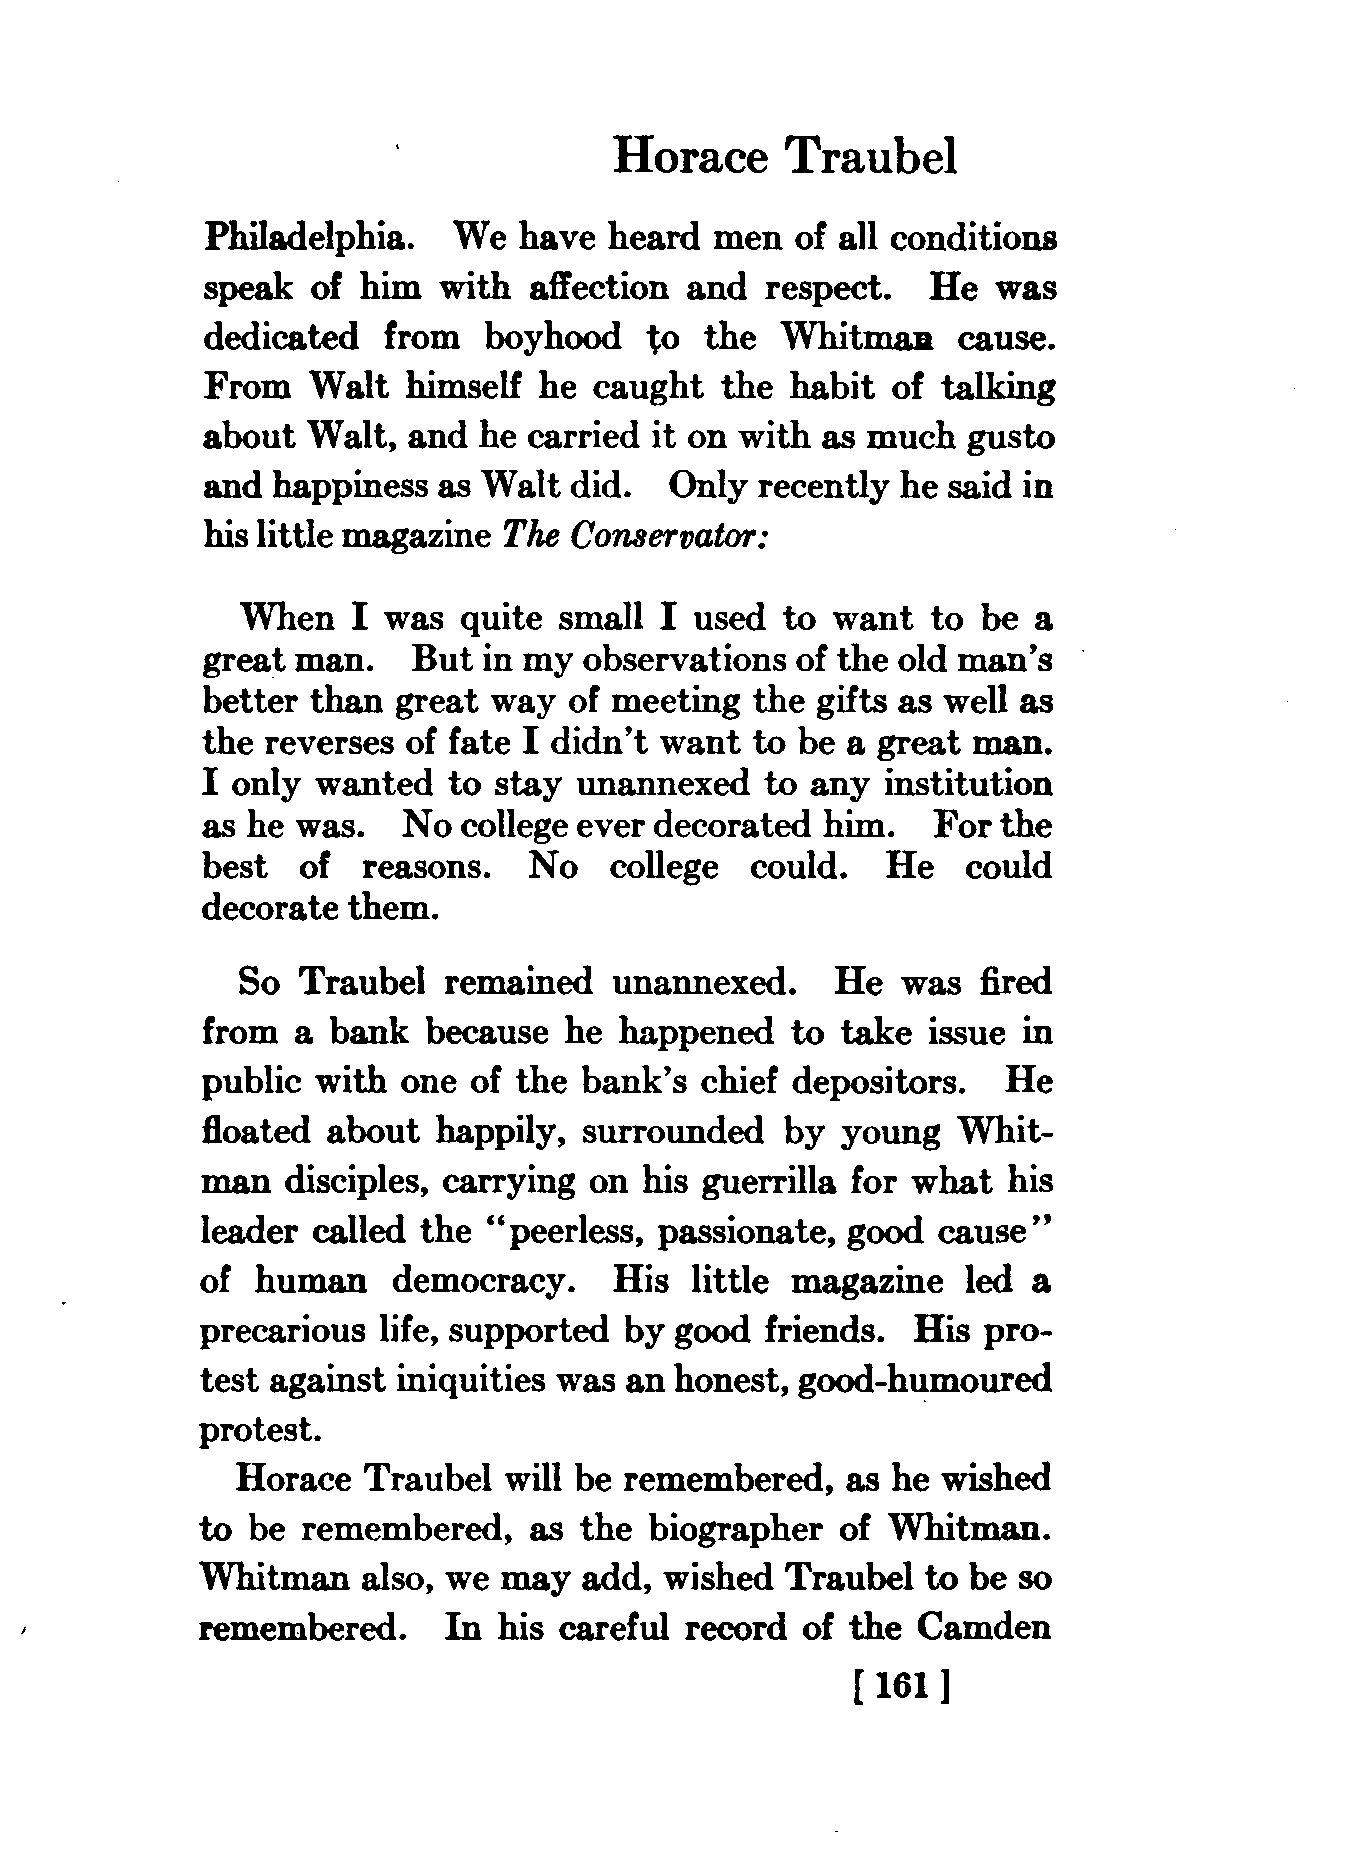 Horace Traubel
Philadelphia. We have heard men of all conditions
speak of him with affection and respect. He was
dedicated from boyhood to the Whitman cause.
From Walt himself he caught the habit of talking
about Walt, and he carried it on with as much gusto
and happiness as Walt did. Only recently he said in
his little magazine The Conservator:
When I was quite small I used to want to be a
great man. But in my observations of the old man's
better than great way of meeting the gifts as well as
the reverses of fate I didn't want to be a great man.
I only wanted to stay unannexed to any institution
as he was. No college ever decorated him. For the
best of reasons. No college could. He could
decorate them.
So Traubel remained unannexed. He was fired
from a bank because he happened to take issue in
public with one of the bank's chief depositors. He
floated about happily, surrounded by young Whit-
man disciples, carrying on his guerrilla for what his
leader called the "peerless, passionate, good cause"
of human democracy. His little magazine led a
precarious life, supported by good friends. His pro-
test against iniquities was an honest, good-humoured
protest.
Horace Traubel will be remembered, as he wished
to be remembered, as the biographer of Whitman.
Whitman also, we may add, wished Traubel to be so
remembered. In his careful record of the Camden
[ 161 ]